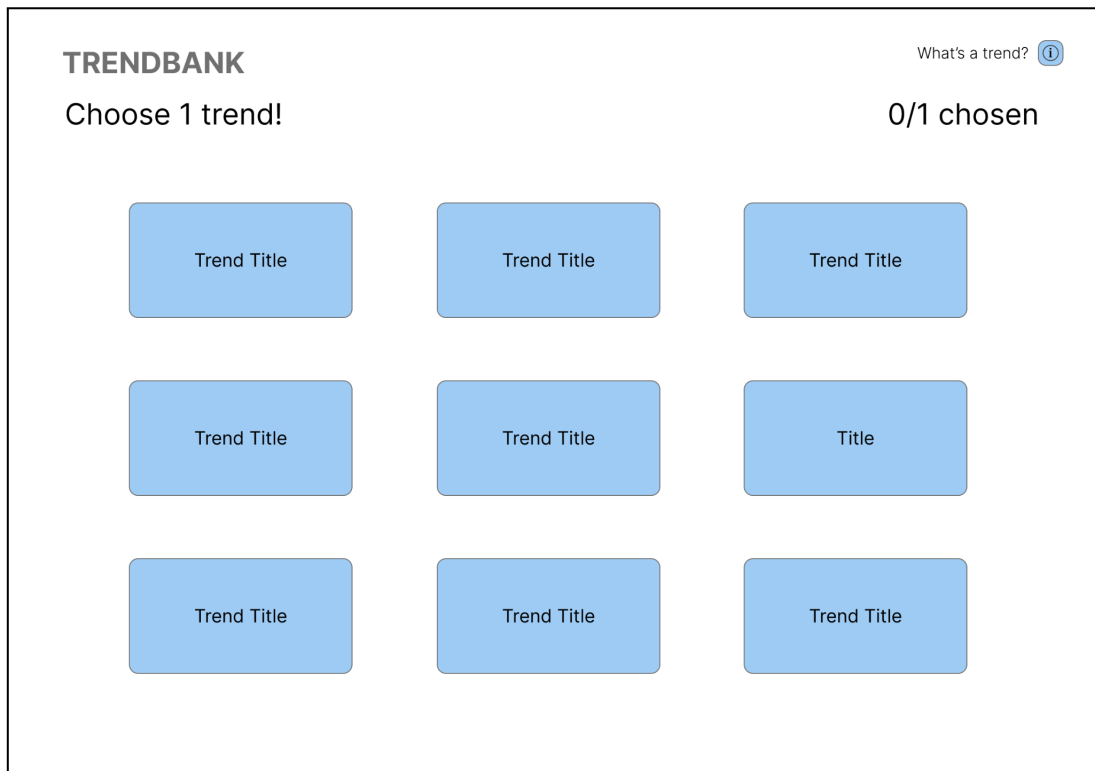 TRENDBANK
What's a trend? i
Choose 1 trend!
0/1 chosen
Trend Title
Trend Title
Trend Title
Trend Title
Trend Title
Title
Trend Title
Trend Title
Trend Title